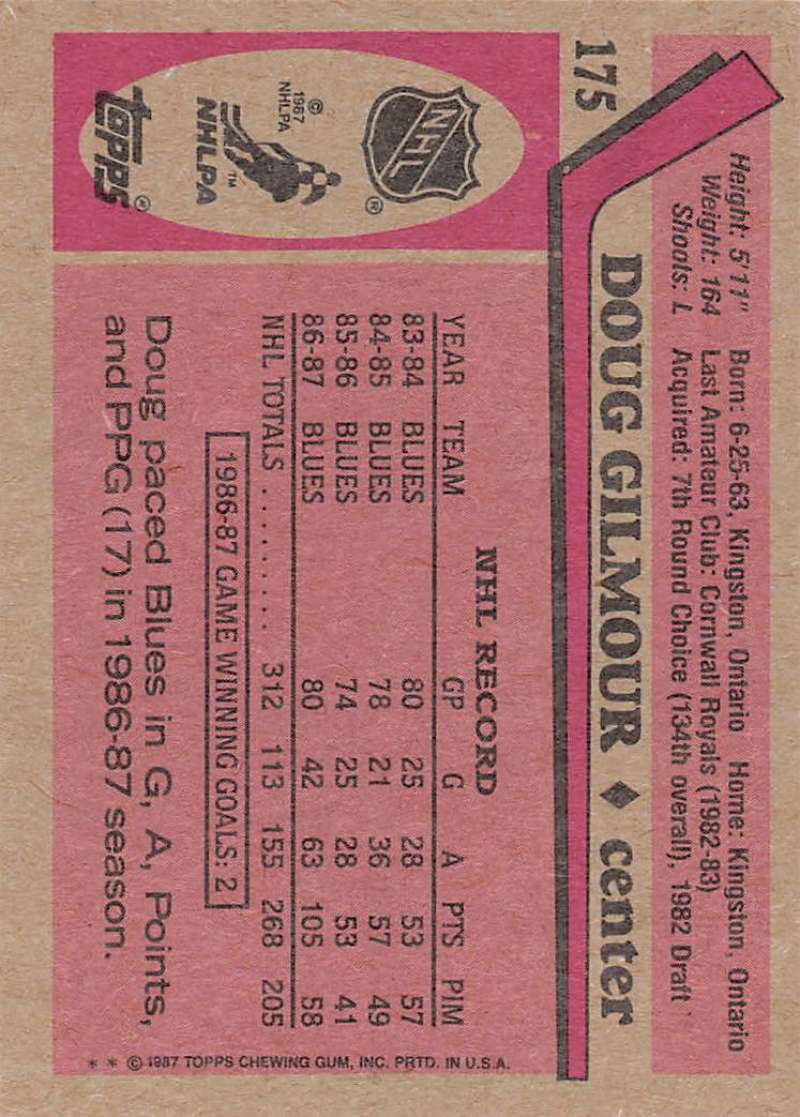 175
Height: 5'11" Born: 6-25-63, Kingston, Ontario Home: Kingston, Ontario
Weight: 164 Last Amateur Club: Cornwall Royals (1982-83)
Shoots: L Acquired: 7th Round Choice (134th overall), 1982 Draft
DOUG GILMOUR ♦ center
NHL
®
© 1987 NHLPA
™
NHLPA
TOPPS ®
NHL RECORD
YEAR TEAM GP G A PTS PIM
83-84 BLUES 80 25 28 53 57
84-85 BLUES 78 21 36 57 49
85-86 BLUES 74 25 28 53 41
86-87 BLUES 80 42 63 105 58
NHL TOTALS .......... 312 113 155 268 205
1986-87 GAME WINNING GOALS: 2
Doug paced Blues in G, A, Points,
and PPG (17) in 1986-87 season.
* * © 1987 TOPPS CHEWING GUM, INC. PRTD. IN U.S.A.